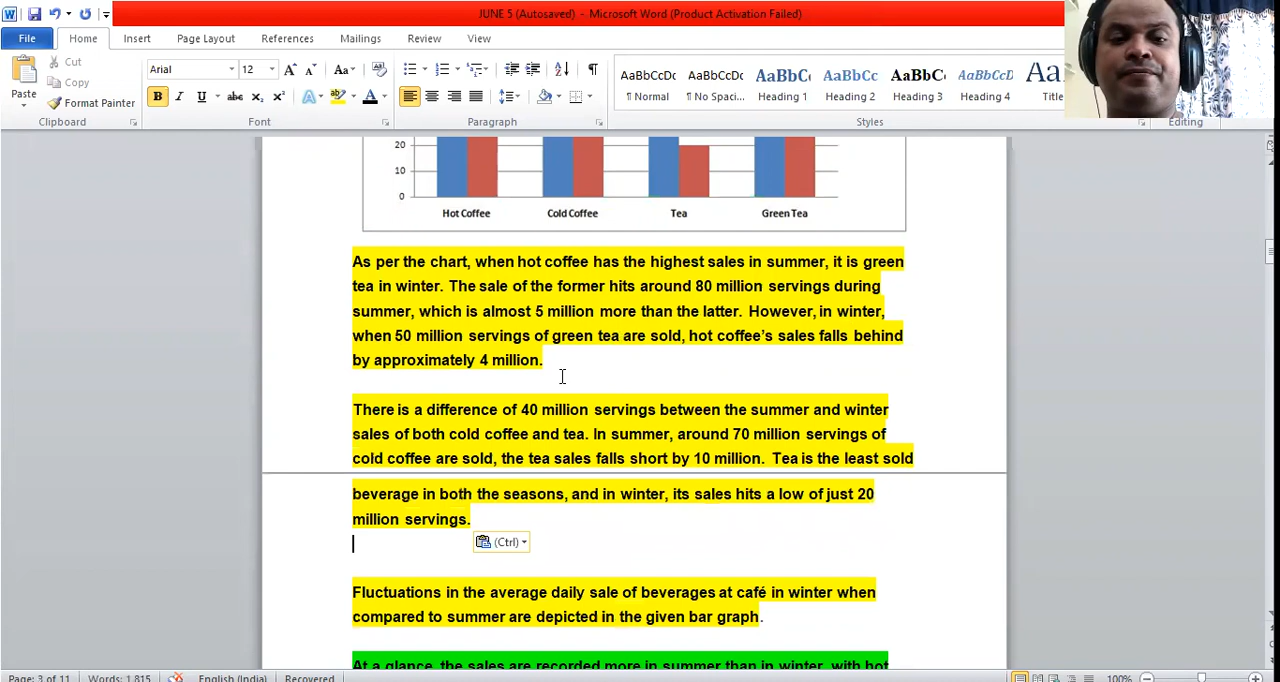 JUNE 5 (Autosaved) - Microsoft Word (Product Activation Failed)
File Home Insert Page Layout References Mailings Review View
Paste
Cut
Copy
Format Painter
Clipboard
Arial 12
Font
Paragraph
AaBbCcDc AaBbCcDc AaBbC AaBbCc AaBbC AaBbCcD Aa
¶ Normal ¶ No Spaci... Heading 1 Heading 2 Heading 3 Heading 4 Title
Styles
Editing
20
10
0
Hot Coffee Cold Coffee Tea Green Tea
As per the chart, when hot coffee has the highest sales in summer, it is green
tea in winter. The sale of the former hits around 80 million servings during
summer, which is almost 5 million more than the latter. However, in winter,
when 50 million servings of green tea are sold, hot coffee’s sales falls behind
by approximately 4 million.
There is a difference of 40 million servings between the summer and winter
sales of both cold coffee and tea. In summer, around 70 million servings of
cold coffee are sold, the tea sales falls short by 10 million. Tea is the least sold
beverage in both the seasons, and in winter, its sales hits a low of just 20
million servings.
(Ctrl)
Fluctuations in the average daily sale of beverages at café in winter when
compared to summer are depicted in the given bar graph.
At a glance, the sales are recorded more in summer than in winter, with hot
Page: 3 of 11 Words: 1,815 English (India) Recovered 100%